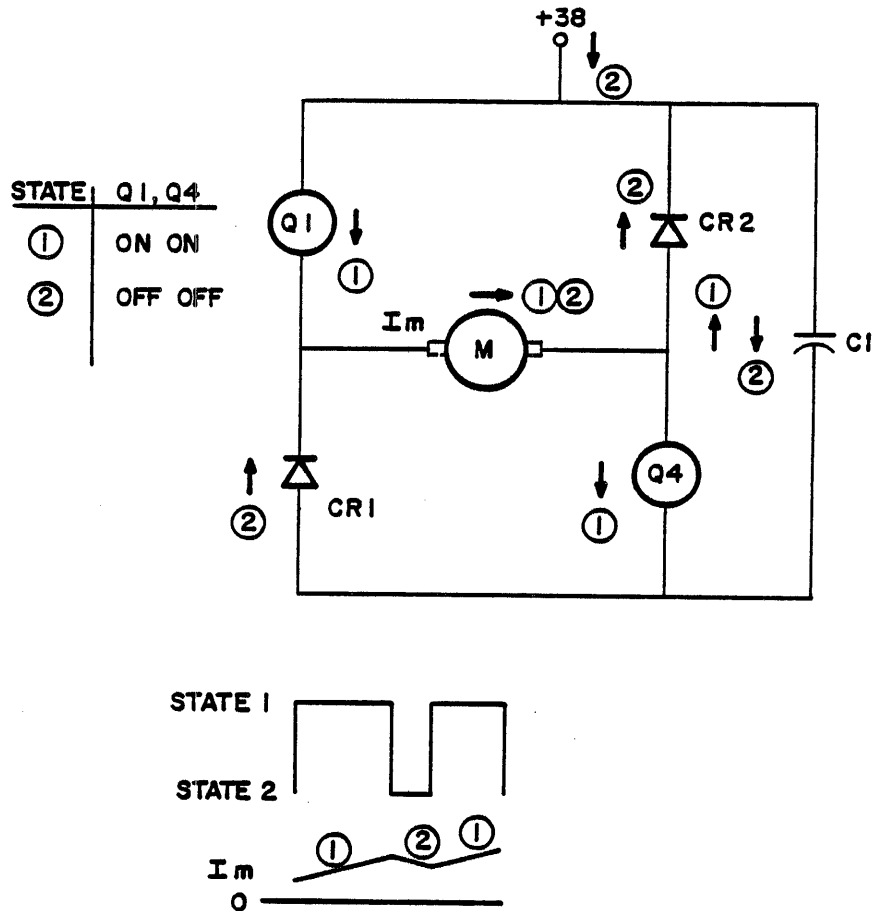 +38
②
STATE Q1, Q4
① ON ON
② OFF OFF
Q1
①
②
CR2
Im
①②
M
①
②
C1
②
CR1
①
Q4
STATE 1
STATE 2
① ② ①
Im
0